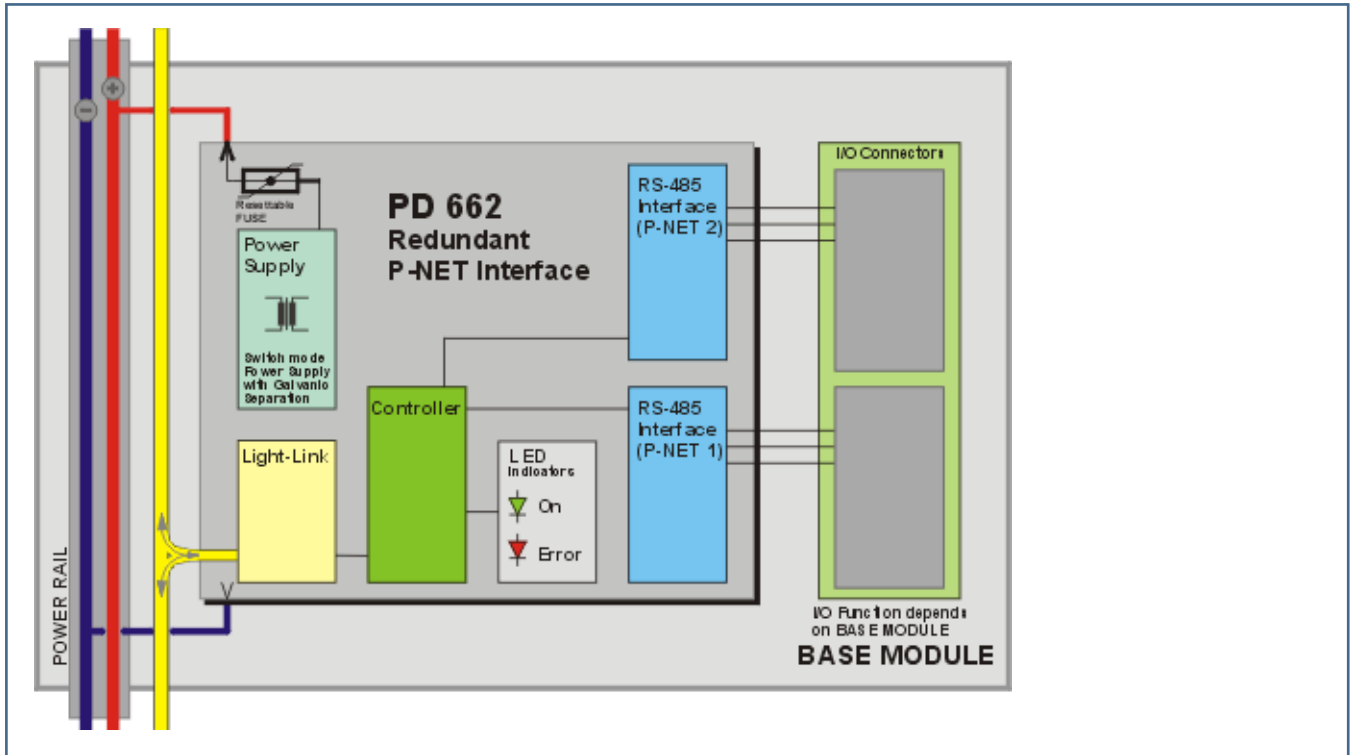 POWER RAIL
−
+
Resettable
FUSE
Power
Supply
Switch mode
Power Supply
with Galvanic
Separation
Light-Link
PD 662
Redundant
P-NET Interface
Controller
LED
Indicators
On
Error
RS-485
Interface
(P-NET 2)
RS-485
Interface
(P-NET 1)
I/O Connectors
I/O Function depends
on BASE MODULE
BASE MODULE